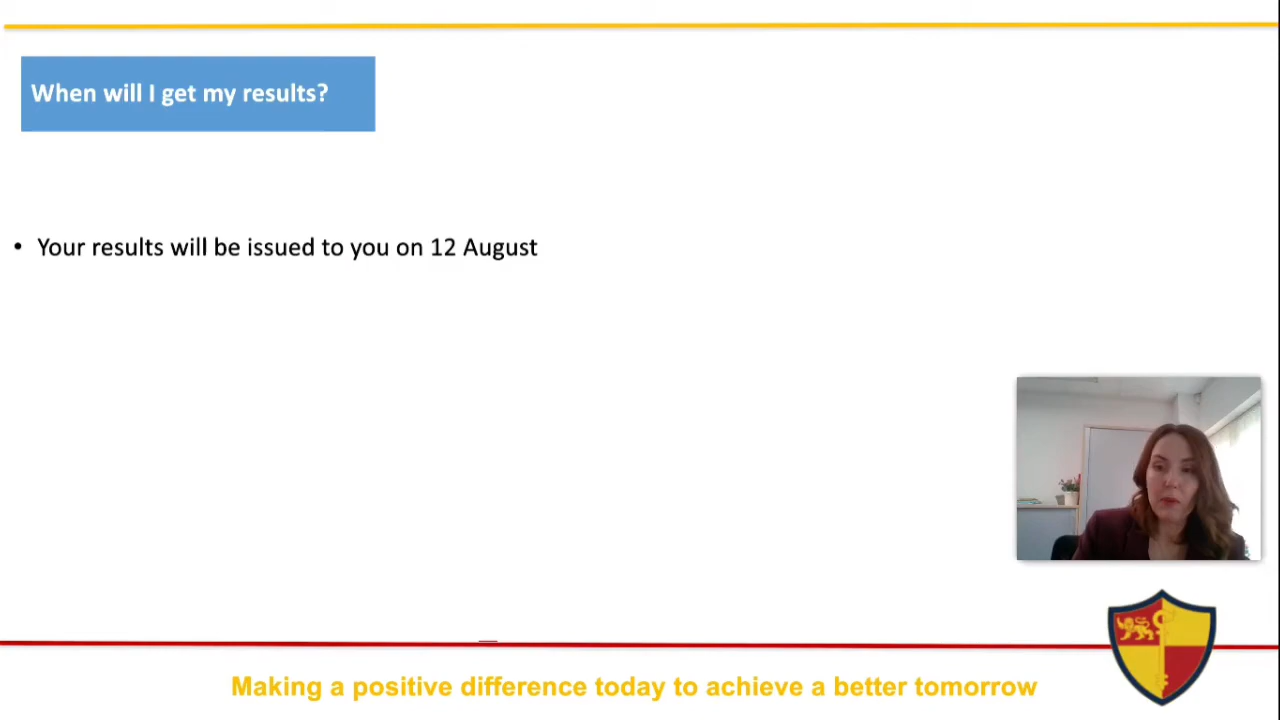 When will I get my results?
• Your results will be issued to you on 12 August
Making a positive difference today to achieve a better tomorrow